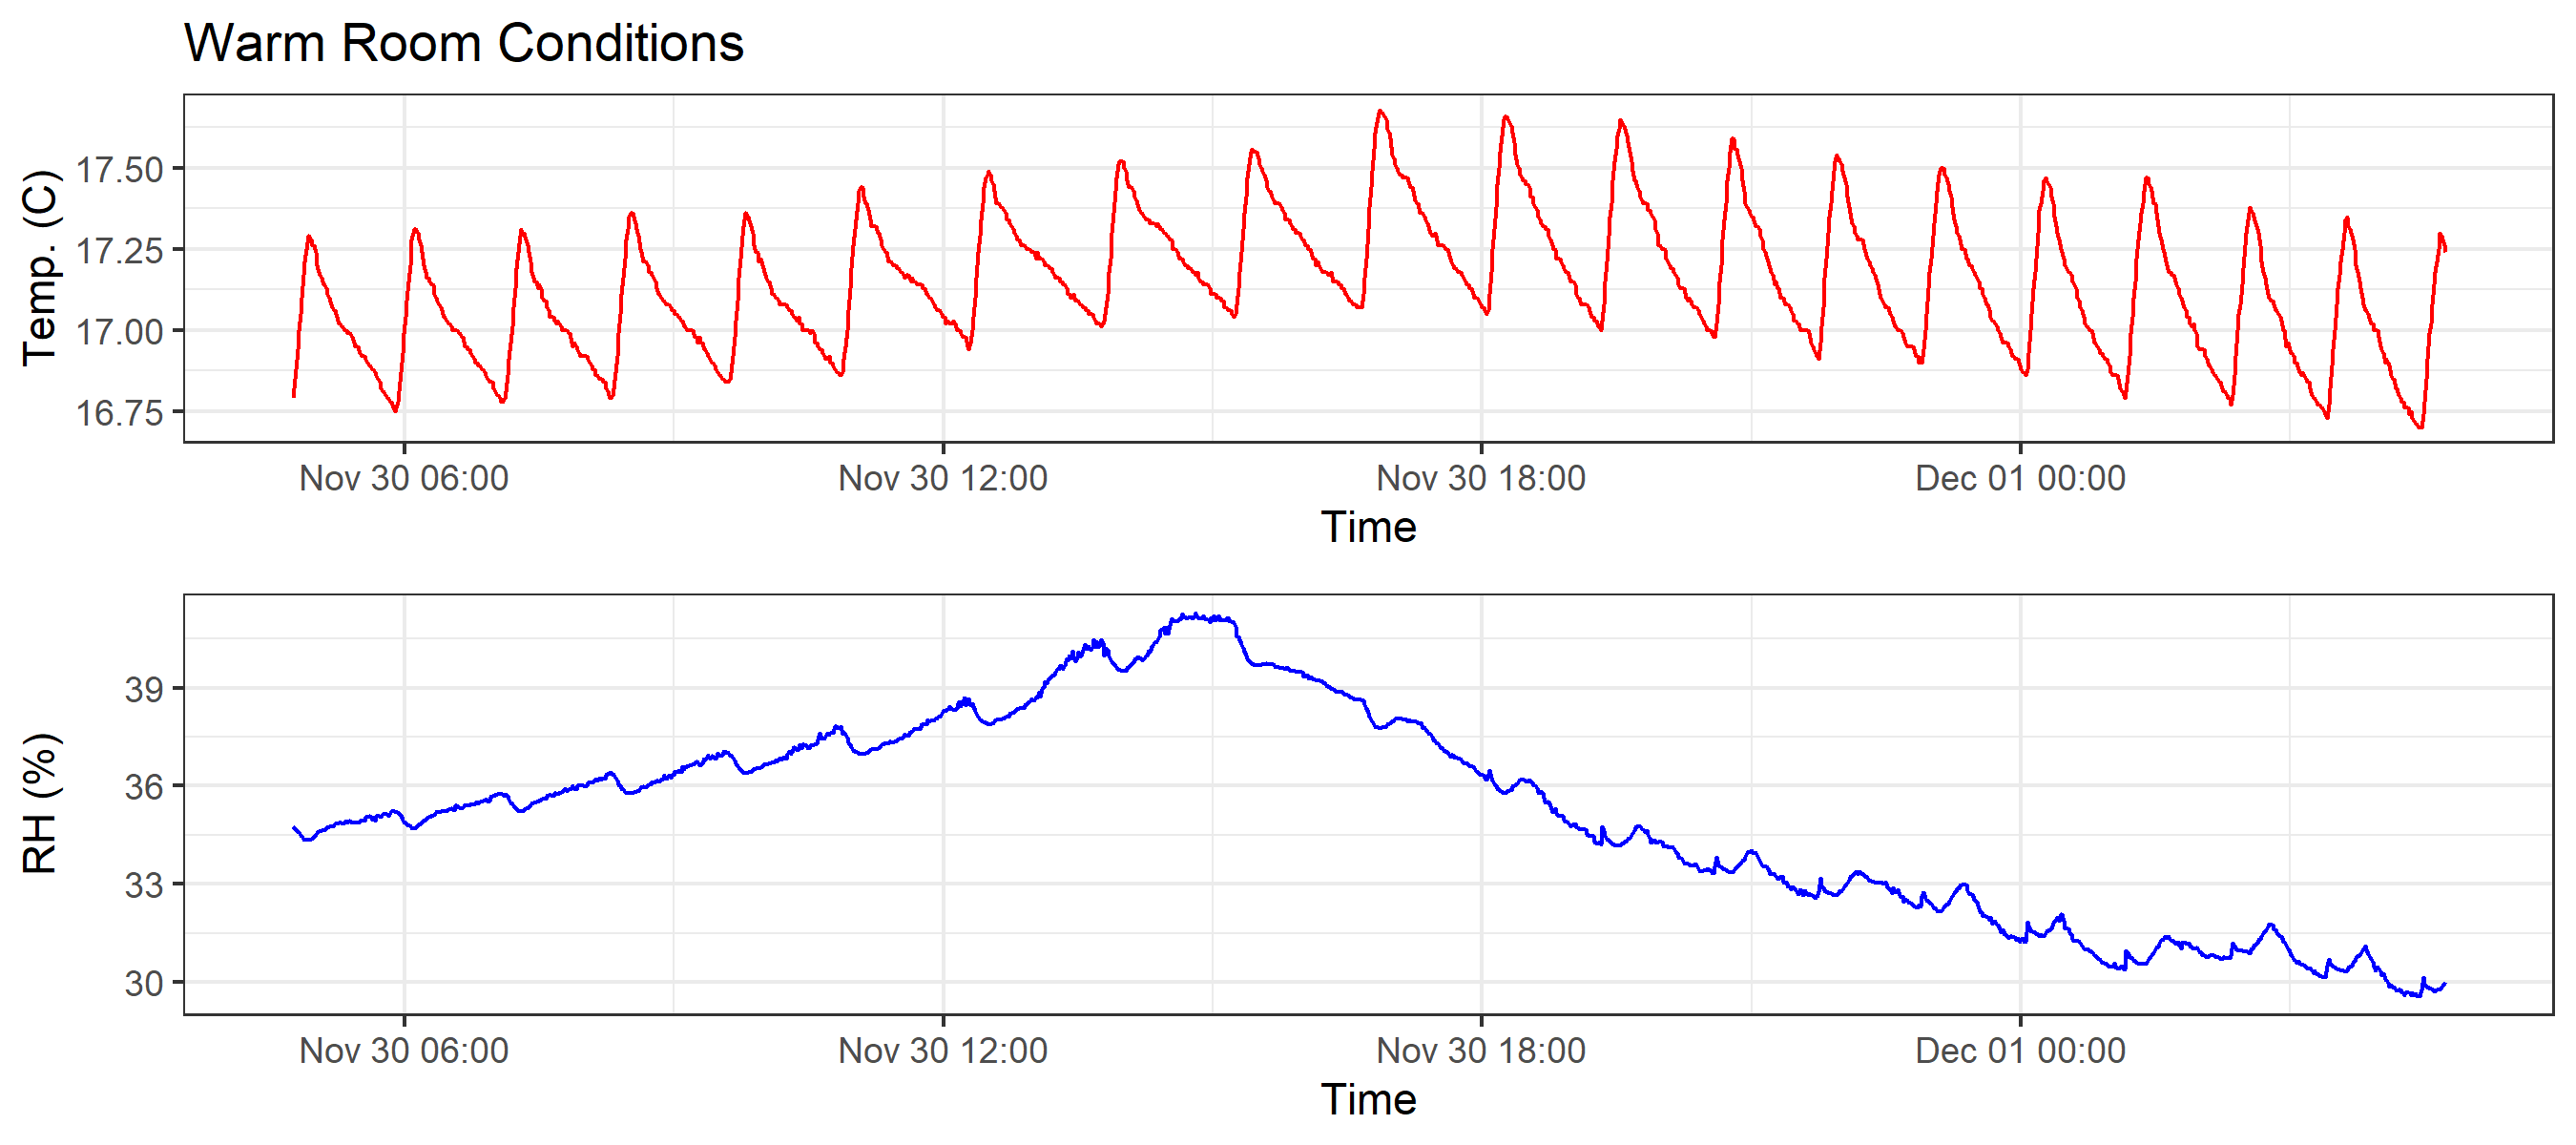 Warm Room Conditions
Temp. (C)
17.50
17.25
17.00
16.75
Nov 30 06:00 Nov 30 12:00 Nov 30 18:00 Dec 01 00:00
Time
RH (%)
39
36
33
30
Nov 30 06:00 Nov 30 12:00 Nov 30 18:00 Dec 01 00:00
Time